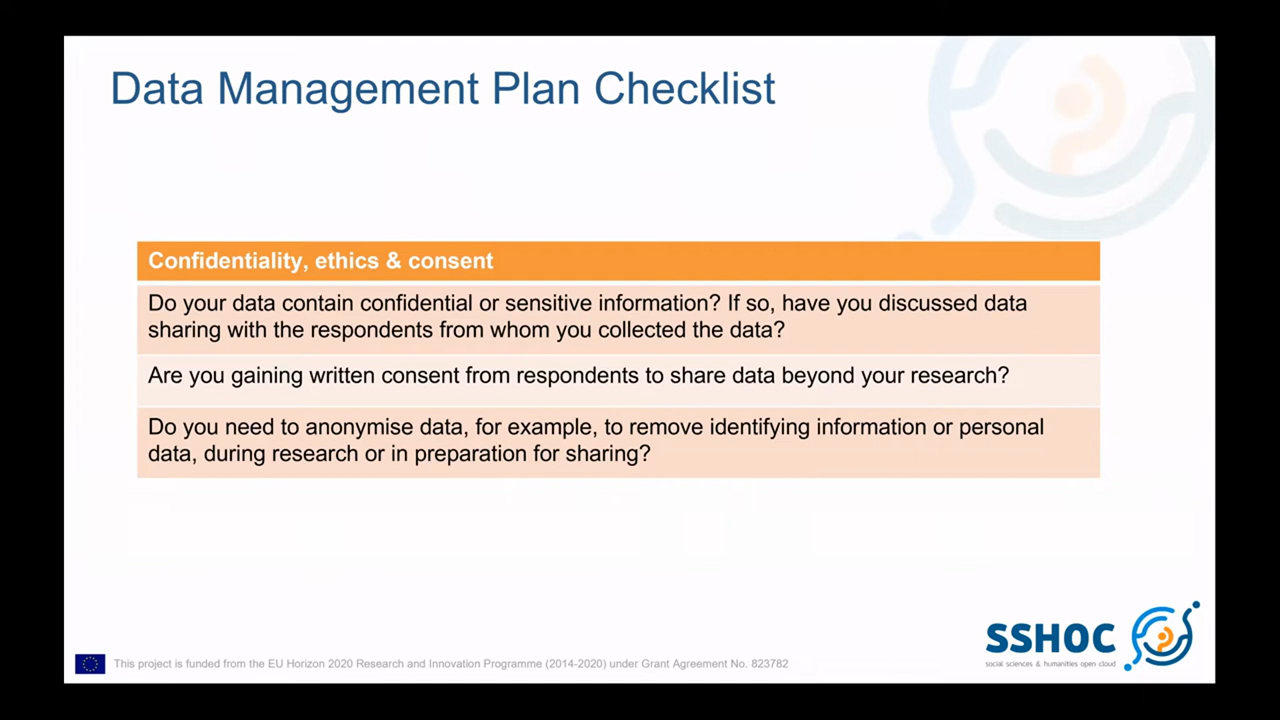 Data Management Plan Checklist
Confidentiality, ethics & consent
Do your data contain confidential or sensitive information? If so, have you discussed data
sharing with the respondents from whom you collected the data?
Are you gaining written consent from respondents to share data beyond your research?
Do you need to anonymise data, for example, to remove identifying information or personal
data, during research or in preparation for sharing?
SSHOC
social sciences & humanities open cloud
This project is funded from the EU Horizon 2020 Research and Innovation Programme (2014-2020) under Grant Agreement No. 823782